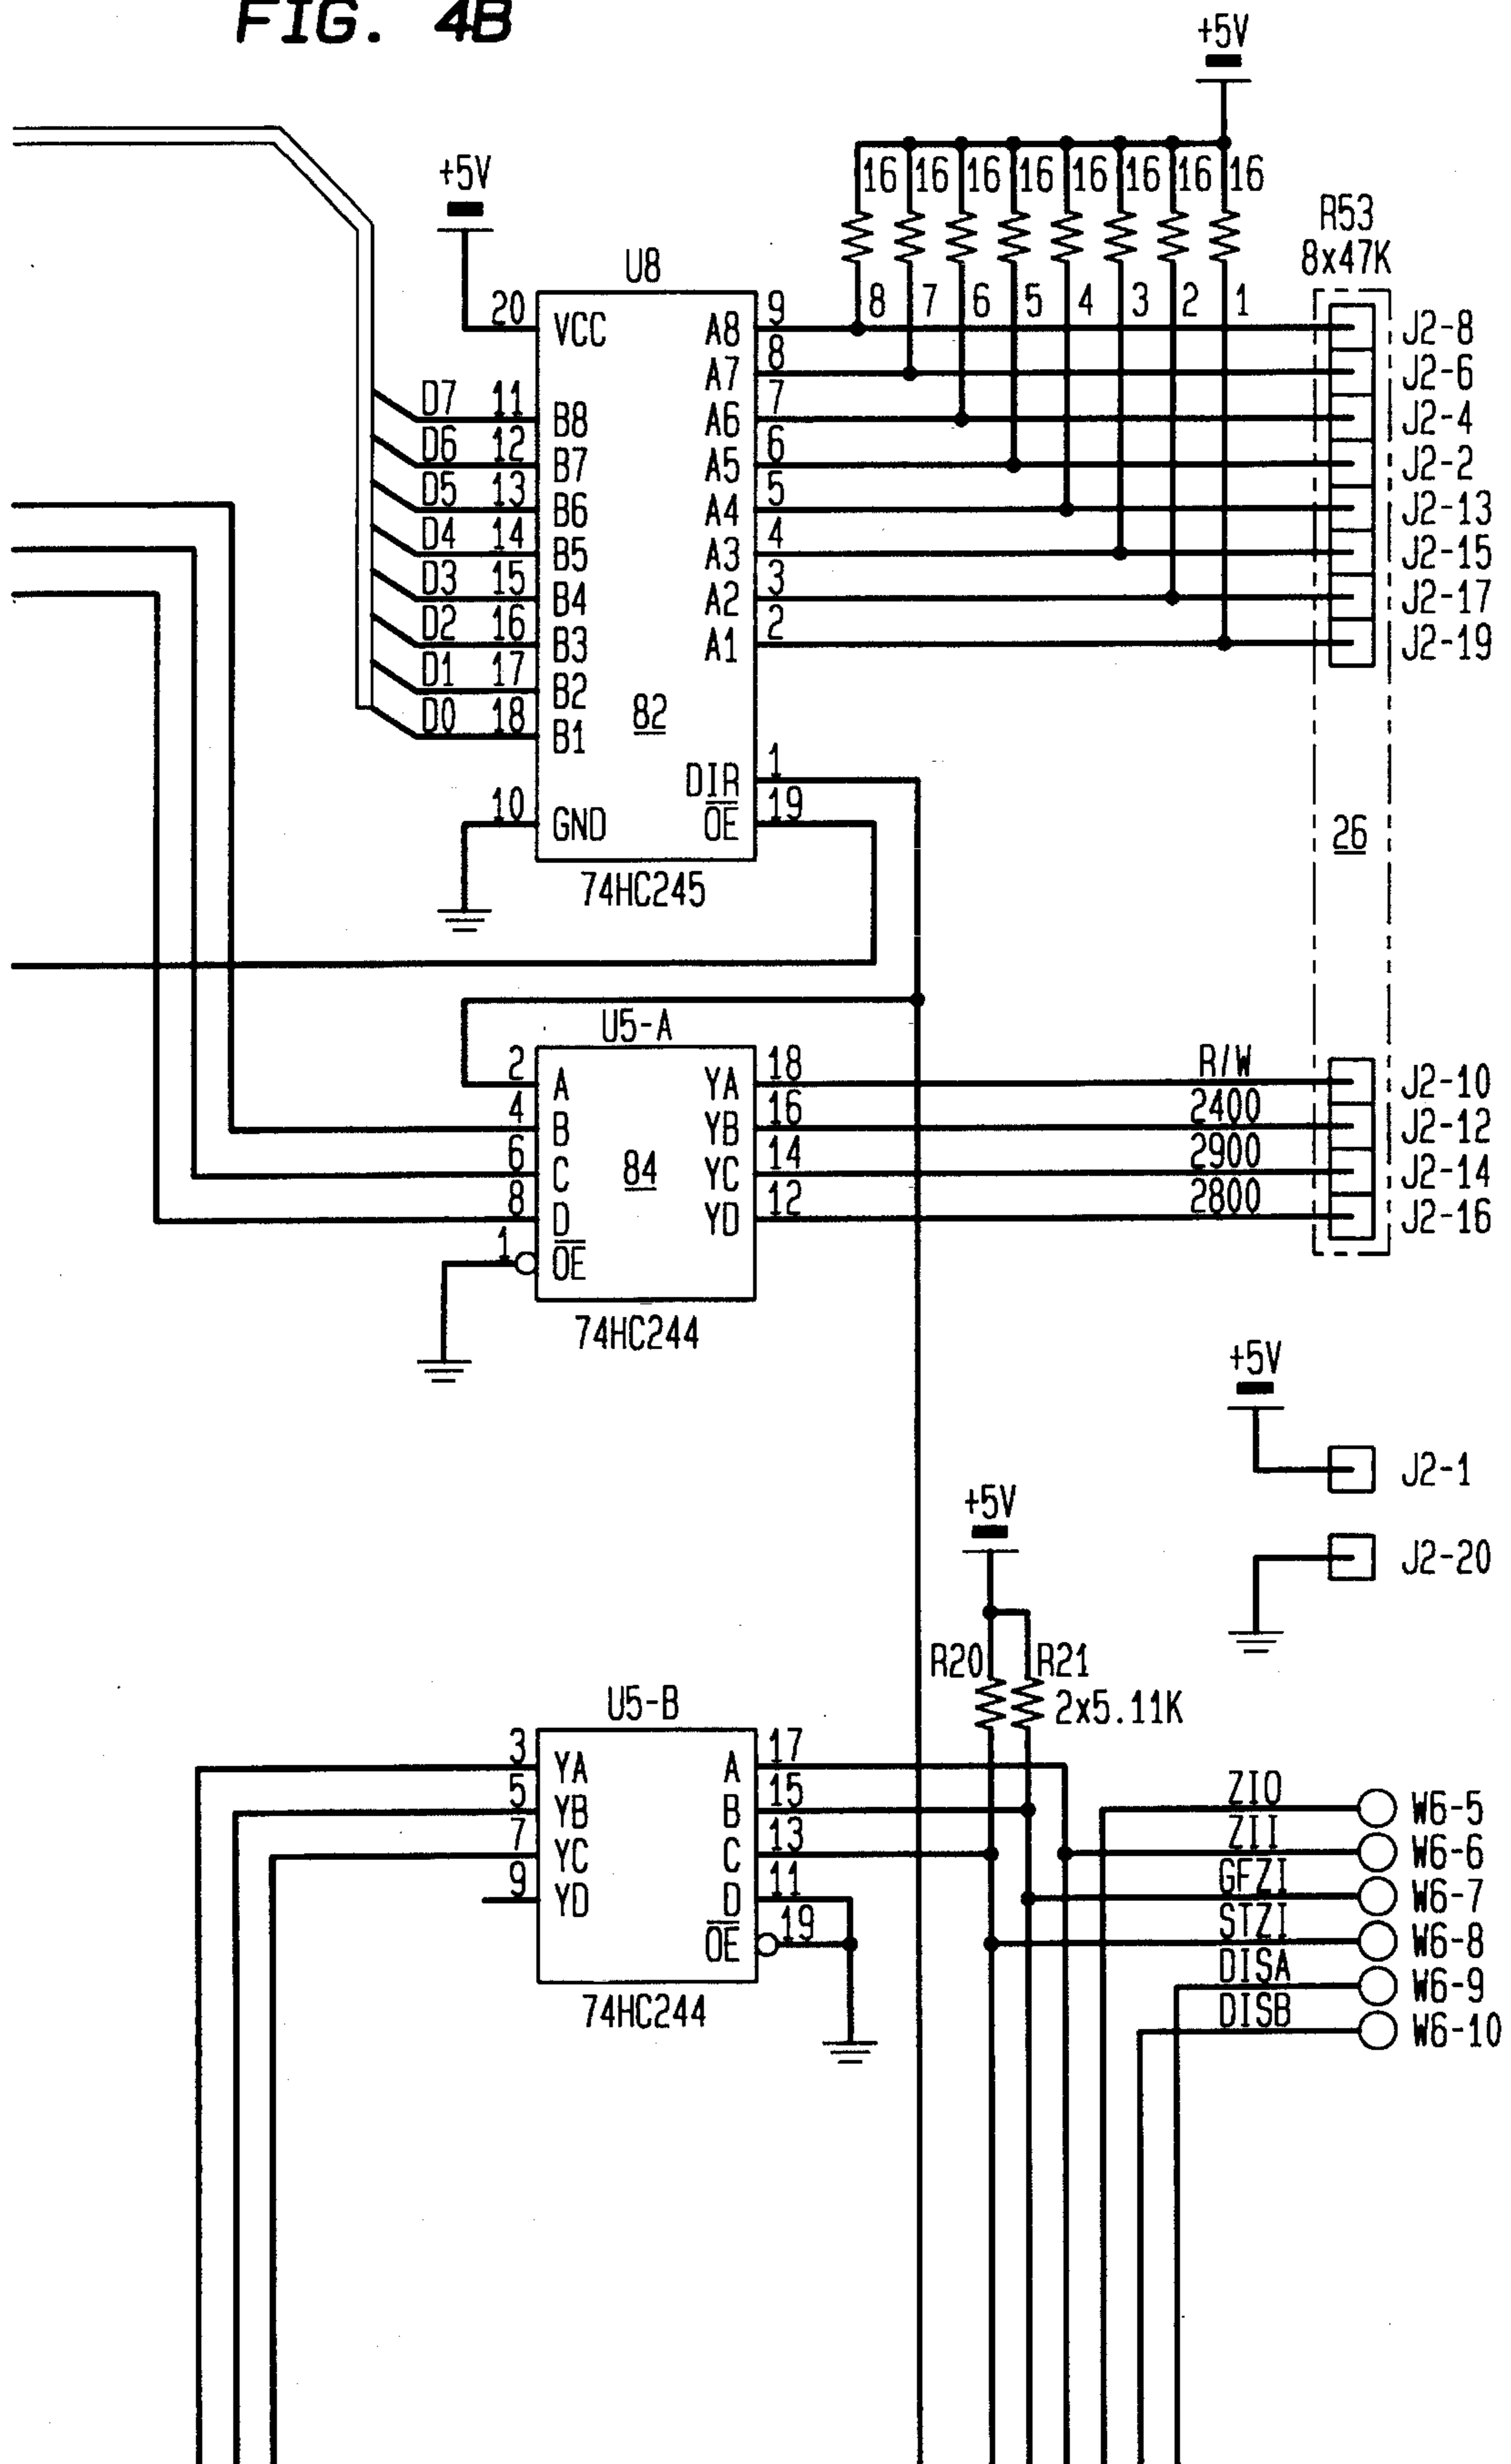 FIG. 4B
+5V
+5V
16 16 16 16 16 16 16 16
R53
8x47K
U8
8 7 6 5 4 3 2 1
20 VCC A8 9 J2-8
A7 8 J2-6
D7 11 B8 A6 7 J2-4
D6 12 B7 A5 6 J2-2
D5 13 B6 A4 5 J2-13
D4 14 B5 A3 4 J2-15
D3 15 B4 A2 3 J2-17
D2 16 B3 A1 2 J2-19
D1 17 B2
D0 18 B1
82
DIR 1
10 GND OE 19
26
74HC245
U5-A
2 A YA 18 R/W J2-10
4 B YB 16 2400 J2-12
6 C 84 YC 14 2900 J2-14
8 D YD 12 2800 J2-16
1 OE
74HC244
+5V
J2-1
+5V
J2-20
R20 R21
2x5.11K
U5-B
3 YA A 17
5 YB B 15 ZIO W6-5
7 YC C 13 ZII W6-6
9 YD D 11 GFZI W6-7
OE 19 STZI W6-8
DISA W6-9
74HC244 DISB W6-10